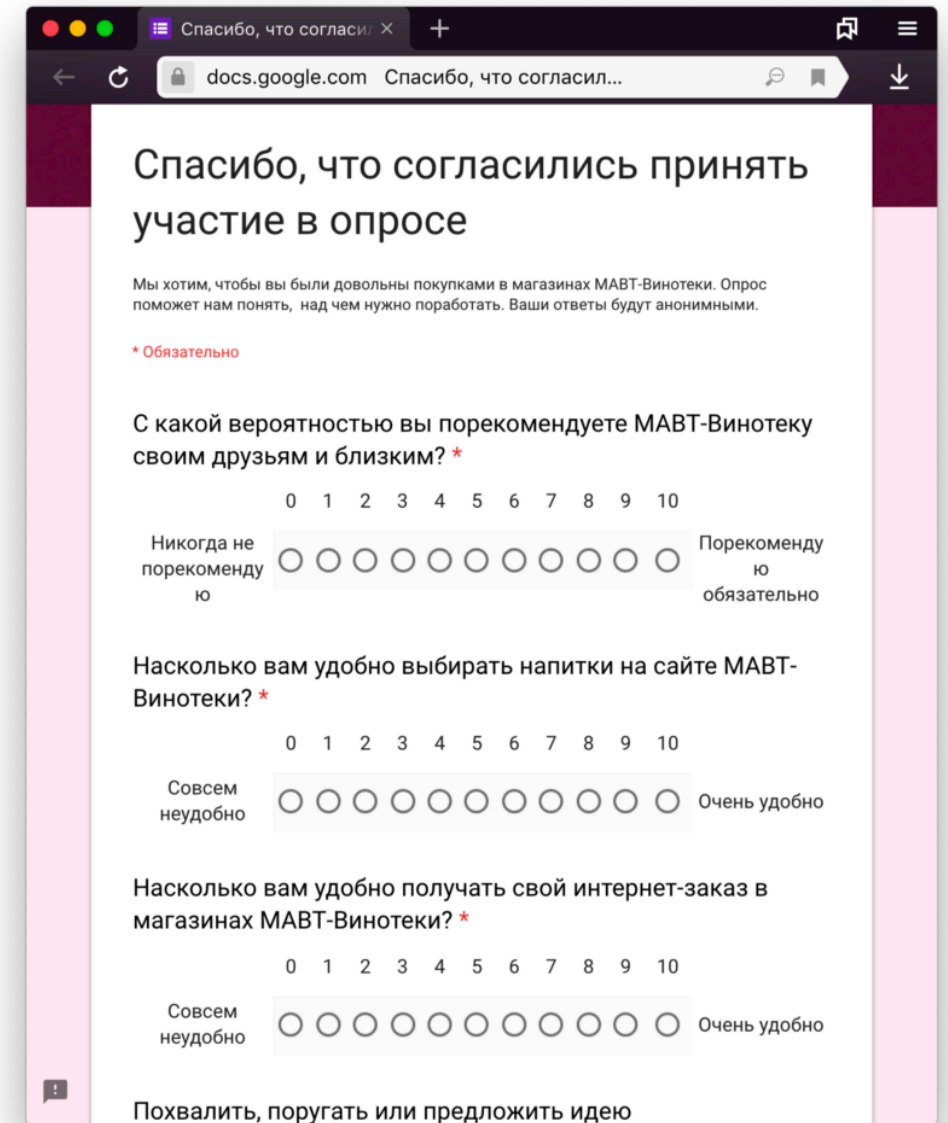 Спасибо, что согласил
docs.google.com Спасибо, что согласил...
Спасибо, что согласились принять
участие в опросе
Мы хотим, чтобы вы были довольны покупками в магазинах МАВТ-Винотеки. Опрос
поможет нам понять, над чем нужно поработать. Ваши ответы будут анонимными.
* Обязательно
С какой вероятностью вы порекомендуете МАВТ-Винотеку
своим друзьям и близким? *
0 1 2 3 4 5 6 7 8 9 10
Никогда не
порекоменду
ю
Порекоменду
ю
обязательно
Насколько вам удобно выбирать напитки на сайте МАВТ-
Винотеки? *
0 1 2 3 4 5 6 7 8 9 10
Совсем
неудобно
Очень удобно
Насколько вам удобно получать свой интернет-заказ в
магазинах МАВТ-Винотеки? *
0 1 2 3 4 5 6 7 8 9 10
Совсем
неудобно
Очень удобно
Похвалить, поругать или предложить идею